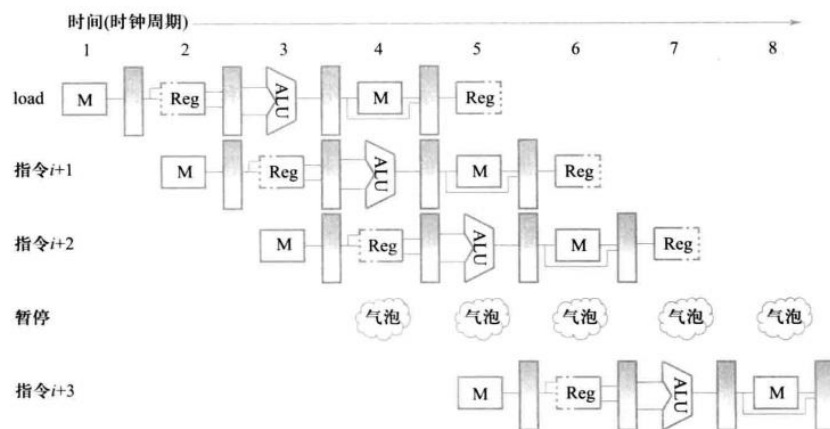 时间(时钟周期)
1 2 3 4 5 6 7 8
load M Reg ALU M Reg
指令i+1 M Reg ALU M Reg
指令i+2 M Reg ALU M Reg
暂停 气泡 气泡 气泡 气泡 气泡
指令i+3 M Reg ALU M